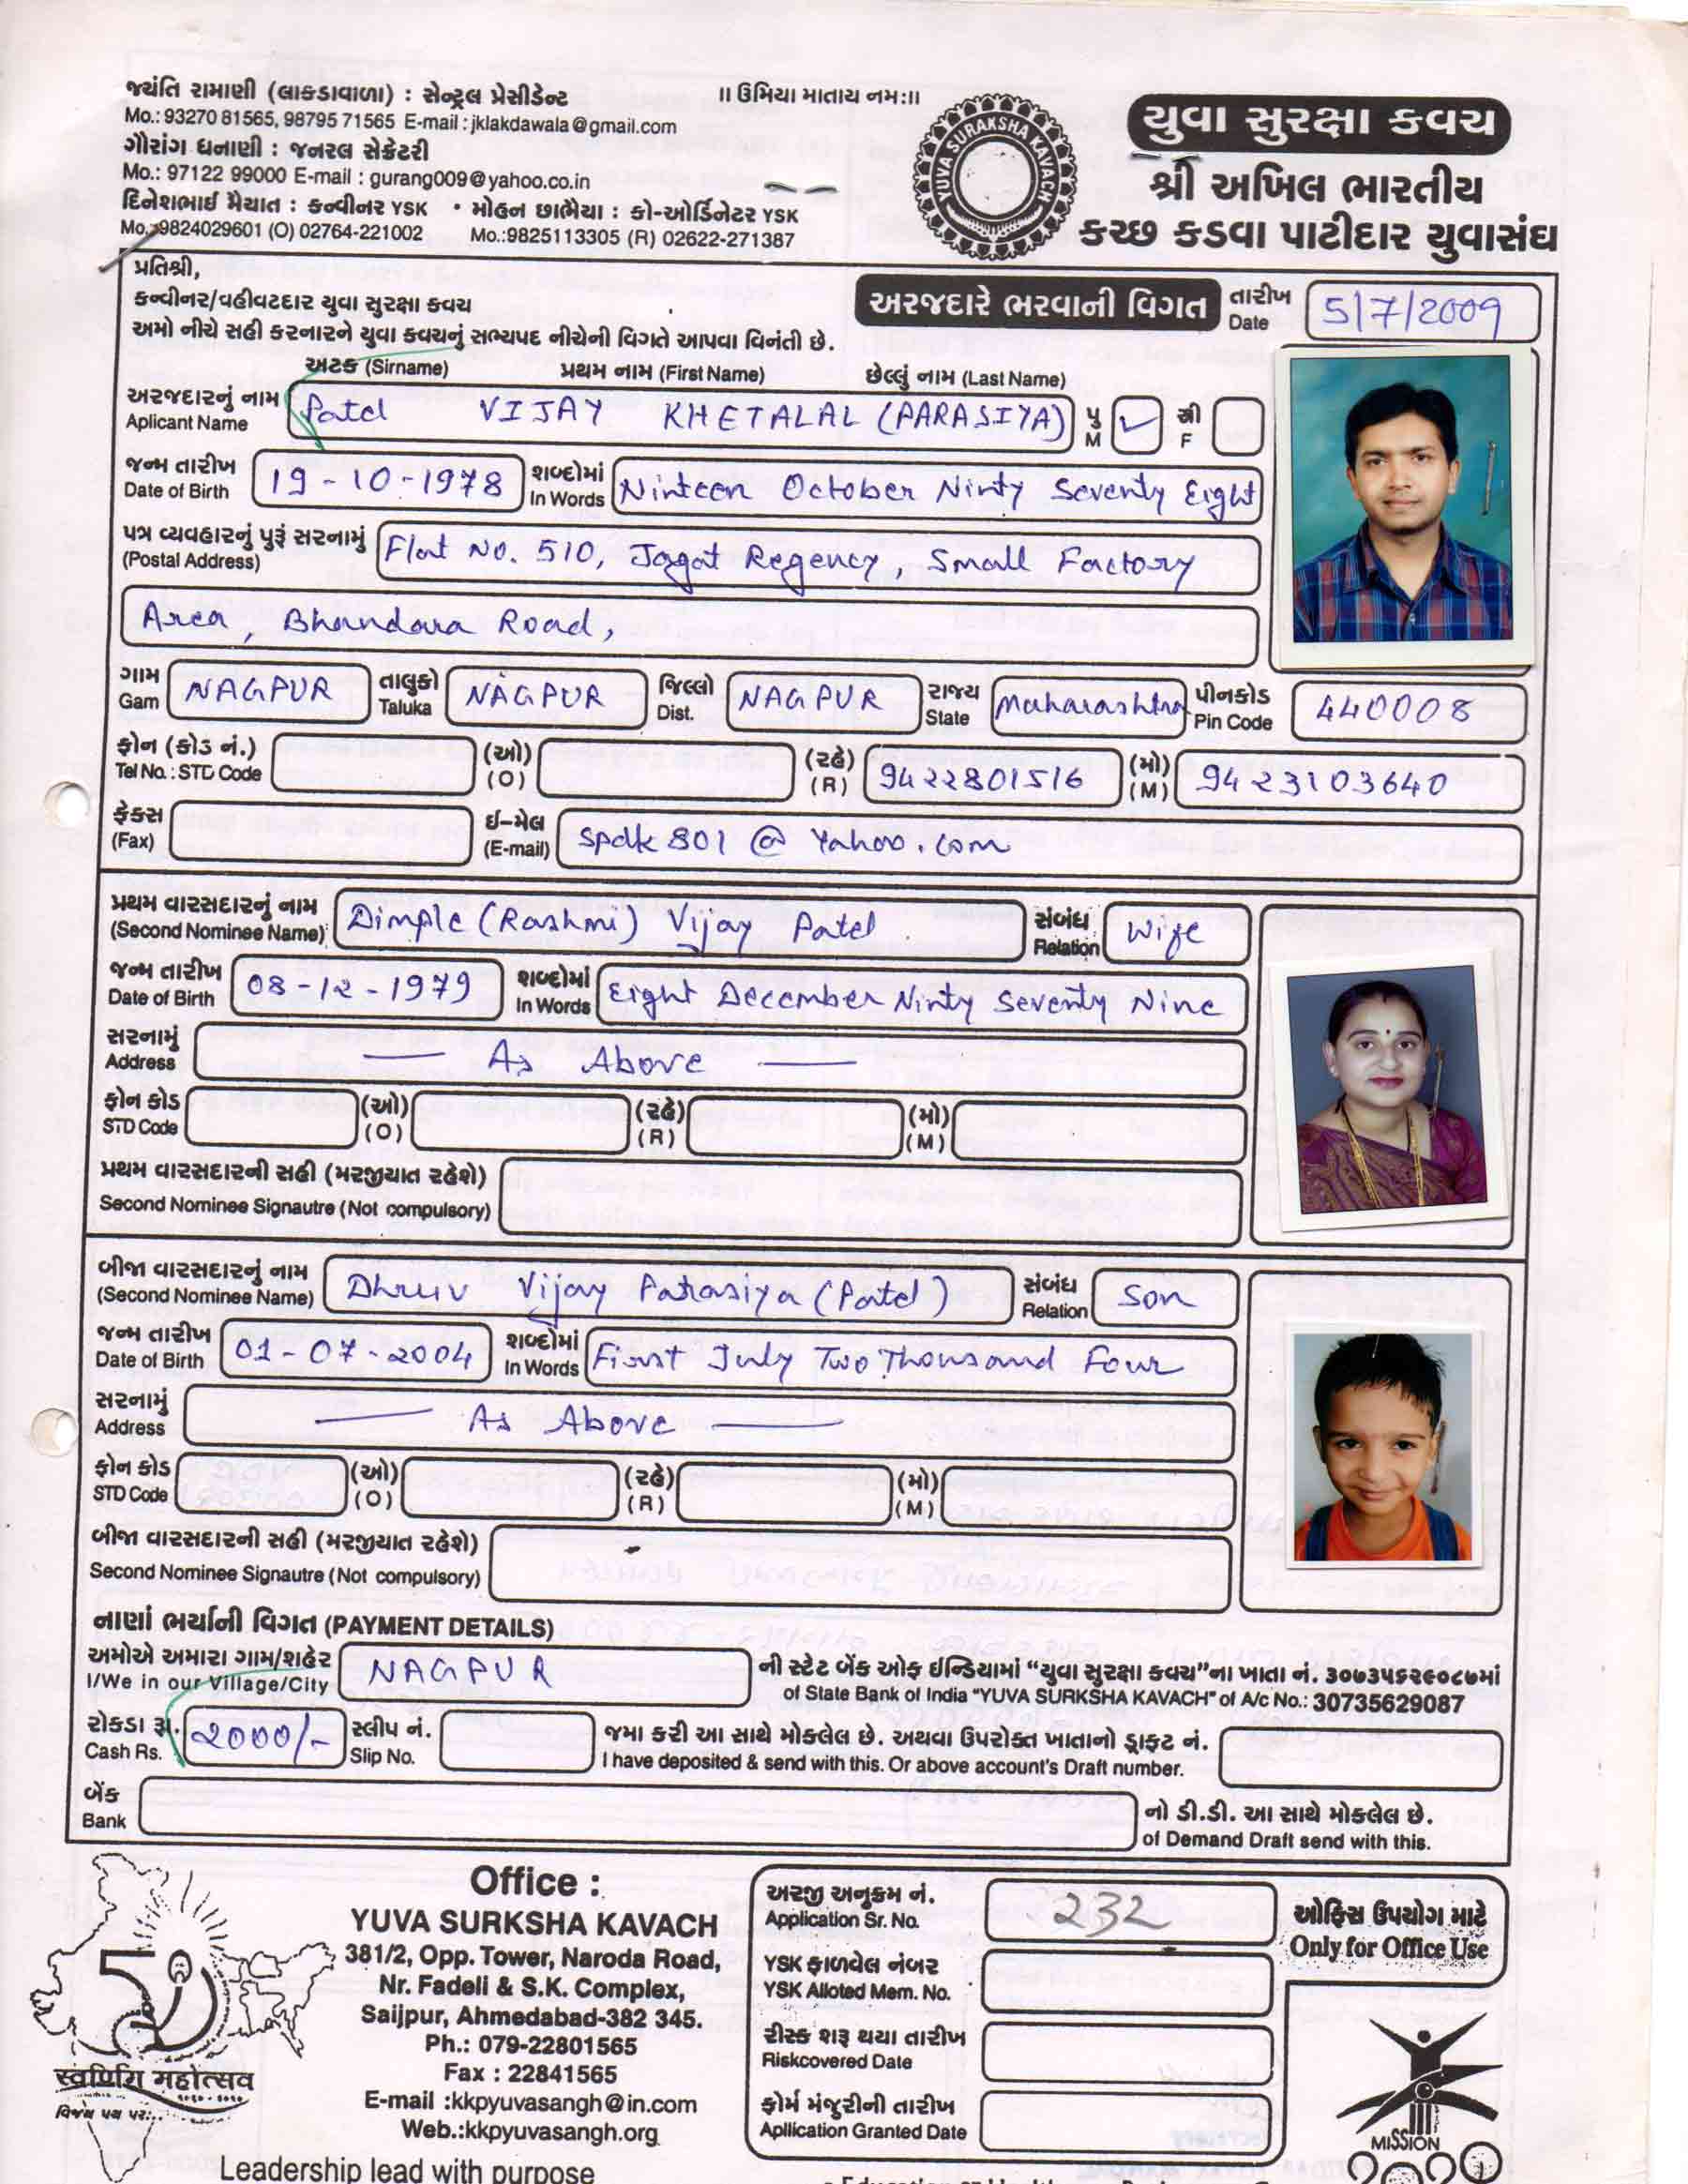 જયંતિ રામાણી (લાકડાવાળા) : સેન્ટ્રલ પ્રેસીડેન્ટ
Mo.: 93270 81565, 98795 71565 E-mail : jklakdawala@gmail.com
ગૌરાંગ ધનાણી : જનરલ સેક્રેટરી
Mo.: 97122 99000 E-mail : gurang009@yahoo.co.in
દિનેશભાઈ મૈયાત : કન્વીનર YSK • મોહન છાભૈયા : કો-ઓર્ડિનેટર YSK
Mo.:9824029601 (O) 02764-221002 Mo.:9825113305 (R) 02622-271387
॥ ઉમિયા માતાય નમઃ॥
YUVA SURAKSHA KAVACH
યુવા સુરક્ષા કવચ
શ્રી અખિલ ભારતીય
કચ્છ કડવા પાટીદાર યુવાસંઘ
પ્રતિશ્રી,
કન્વીનર/વહીવટદાર યુવા સુરક્ષા કવચ
અમો નીચે સહી કરનારને યુવા કવચનું સભ્યપદ નીચેની વિગતે આપવા વિનંતી છે.
અરજદારે ભરવાની વિગત તારીખ Date 5/7/2009
અટક (Sirname) પ્રથમ નામ (First Name) છેલ્લું નામ (Last Name)
અરજદારનું નામ Aplicant Name Patel VIJAY KHETALAL (PARASIYA) પુ M ✓ સ્ત્રી F
જન્મ તારીખ Date of Birth 19-10-1978 શબ્દોમાં In Words Ninteen October Ninty Seventy Eight
પત્ર વ્યવહારનું પુરૂં સરનામું (Postal Address) Flat No. 510, Jagat Regency, Small Factory
Area, Bhandara Road,
ગામ Gam NAGPUR તાલુકો Taluka NAGPUR જિલ્લો Dist. NAGPUR રાજ્ય State Maharashtra પીનકોડ Pin Code 440008
ફોન (કોડ નં.) Tel No. : STD Code (ઓ) (O) (રહે) (R) 9422801516 (મો) (M) 9423103640
ફેક્સ (Fax) ઈ-મેલ (E-mail) spdk801@Yahoo.com
પ્રથમ વારસદારનું નામ (Second Nominee Name) Dimple (Rashmi) Vijay Patel સંબંધ Relation Wife
જન્મ તારીખ Date of Birth 08-12-1979 શબ્દોમાં In Words Eight December Ninty Seventy Nine
સરનામું Address — As Above —
ફોન કોડ STD Code (ઓ) (O) (રહે) (R) (મો) (M)
પ્રથમ વારસદારની સહી (મરજીયાત રહેશે)
Second Nominee Signautre (Not compulsory)
બીજા વારસદારનું નામ (Second Nominee Name) Dhruv Vijay Parasiya (Patel) સંબંધ Relation Son
જન્મ તારીખ Date of Birth 01-07-2004 શબ્દોમાં In Words First July Two Thousand Four
સરનામું Address — As Above —
ફોન કોડ STD Code (ઓ) (O) (રહે) (R) (મો) (M)
બીજા વારસદારની સહી (મરજીયાત રહેશે)
Second Nominee Signautre (Not compulsory)
નાણાં ભર્યાની વિગત (PAYMENT DETAILS)
અમોએ અમારા ગામ/શહેર NAGPUR ની સ્ટેટ બેંક ઓફ ઈન્ડિયામાં “યુવા સુરક્ષા કવચ”ના ખાતા નં. ૩૦૭૩૫૬૨૯૦૮૭માં
I/We in our Village/City of State Bank of India "YUVA SURKSHA KAVACH" of A/c No.: 30735629087
રોકડા રૂા. 2000/- સ્લીપ નં. જમા કરી આ સાથે મોકલેલ છે. અથવા ઉપરોક્ત ખાતાનો ડ્રાફ્ટ નં.
Cash Rs. Slip No. I have deposited & send with this. Or above account's Draft number.
બેંક નો ડી.ડી. આ સાથે મોકલેલ છે.
Bank of Demand Draft send with this.
स्वर्णिम महोत्सव
વિજય પથ પર...
Office :
YUVA SURKSHA KAVACH
381/2, Opp. Tower, Naroda Road,
Nr. Fadeli & S.K. Complex,
Saijpur, Ahmedabad-382 345.
Ph.: 079-22801565
Fax : 22841565
E-mail :kkpyuvasangh@in.com
Web.:kkpyuvasangh.org
Leadership lead with purpose
અરજી અનુક્રમ નં. 232
Application Sr. No.
YSK ફાળવેલ નંબર
YSK Alloted Mem. No.
રીસ્ક શરૂ થયા તારીખ
Riskcovered Date
ફોર્મ મંજુરીની તારીખ
Apllication Granted Date
ઓફિસ ઉપયોગ માટે
Only for Office Use
MISSION
2020